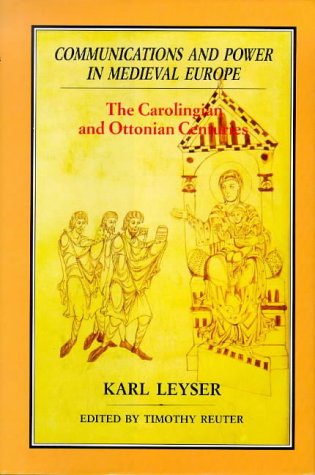 COMMUNICATIONS AND POWER
IN MEDIEVAL EUROPE
The Carolingian
and Ottonian Centuries
KARL LEYSER
EDITED BY TIMOTHY REUTER